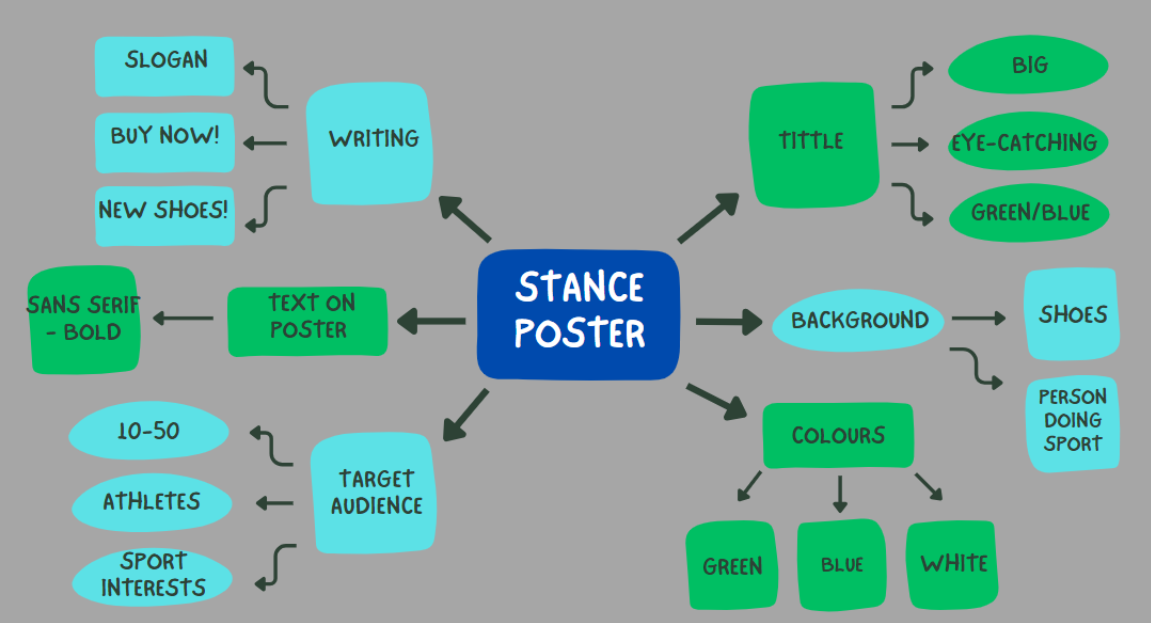 STANCE
POSTER
WRITING
SLOGAN
BUY NOW!
NEW SHOES!
TITTLE
BIG
EYE-CATCHING
GREEN/BLUE
TEXT ON
POSTER
SANS SERIF
- BOLD
BACKGROUND
SHOES
PERSON
DOING
SPORT
TARGET
AUDIENCE
10-50
ATHLETES
SPORT
INTERESTS
COLOURS
GREEN
BLUE
WHITE